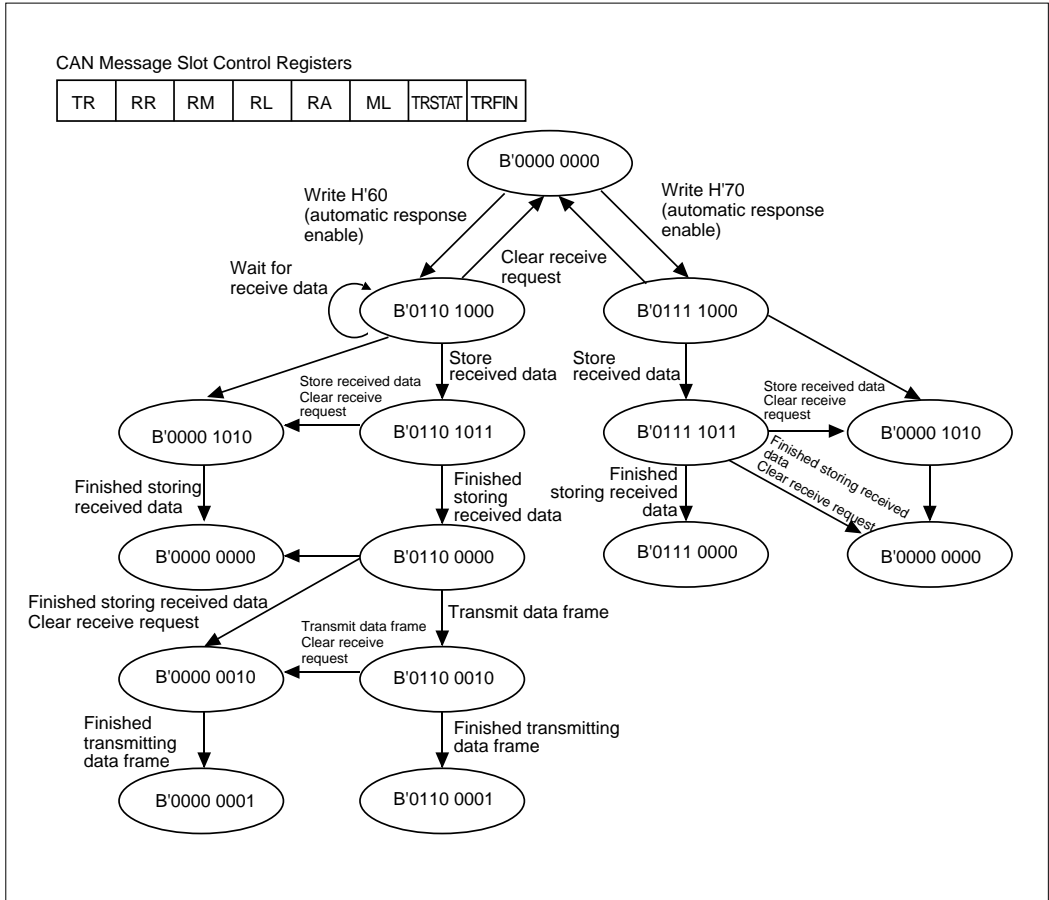 CAN Message Slot Control Registers
TR RR RM RL RA ML TRSTAT TRFIN
B'0000 0000
Write H'60
(automatic response
enable)
Write H'70
(automatic response
enable)
Clear receive
request
Wait for
receive data
B'0110 1000
B'0111 1000
Store
received data
Store
received data
Store received data
Clear receive
request
Store received data
Clear receive
request
B'0000 1010
B'0110 1011
B'0111 1011
B'0000 1010
Finished storing
received data
Finished
storing
received data
Finished
storing received
data
Finished storing received
data
Clear receive request
B'0000 0000
B'0110 0000
B'0111 0000
B'0000 0000
Finished storing received data
Clear receive request
Transmit data frame
Transmit data frame
Clear receive
request
B'0000 0010
B'0110 0010
Finished
transmitting
data frame
Finished transmitting
data frame
B'0000 0001
B'0110 0001